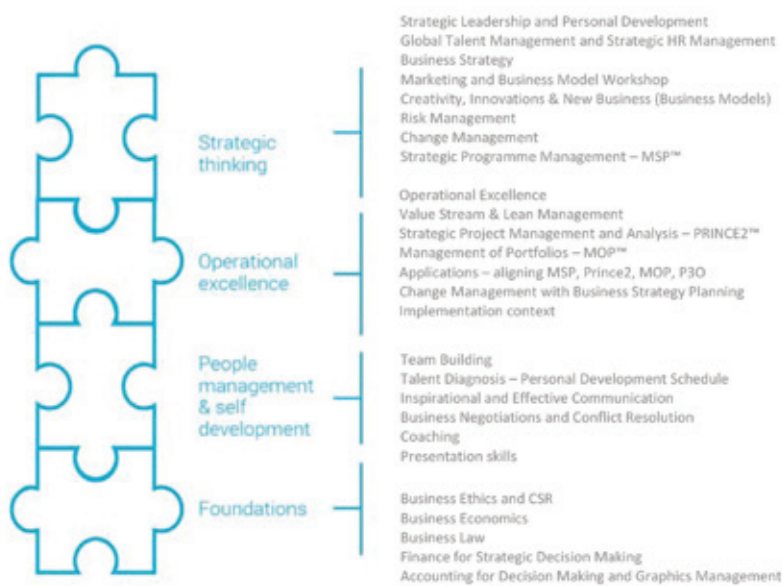 Strategic Leadership and Personal Development
Global Talent Management and Strategic HR Management
Business Strategy
Marketing and Business Model Workshop
Creativity, Innovations & New Business (Business Models)
Risk Management
Change Management
Strategic Programme Management – MSP™
Strategic
thinking
Operational Excellence
Value Stream & Lean Management
Strategic Project Management and Analysis – PRINCE2™
Management of Portfolios – MOP™
Applications – aligning MSP, Prince2, MOP, P3O
Change Management with Business Strategy Planning
Implementation context
Operational
excellence
Team Building
Talent Diagnosis – Personal Development Schedule
Inspirational and Effective Communication
Business Negotiations and Conflict Resolution
Coaching
Presentation skills
People
management
& self
development
Business Ethics and CSR
Business Economics
Business Law
Finance for Strategic Decision Making
Accounting for Decision Making and Graphics Management
Foundations